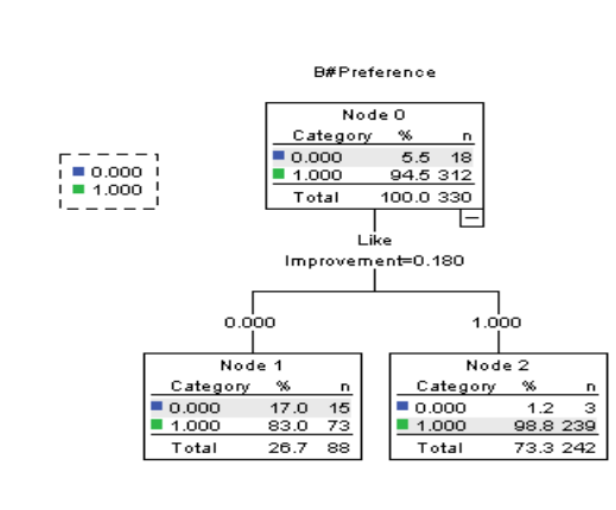 B#Preference
Node 0
Category % n
0.000 5.5 18
1.000 94.5 312
Total 100.0 330
0.000
1.000
Like
Improvement=0.180
0.000
1.000
Node 1
Category % n
0.000 17.0 15
1.000 83.0 73
Total 26.7 88
Node 2
Category % n
0.000 1.2 3
1.000 98.8 239
Total 73.3 242